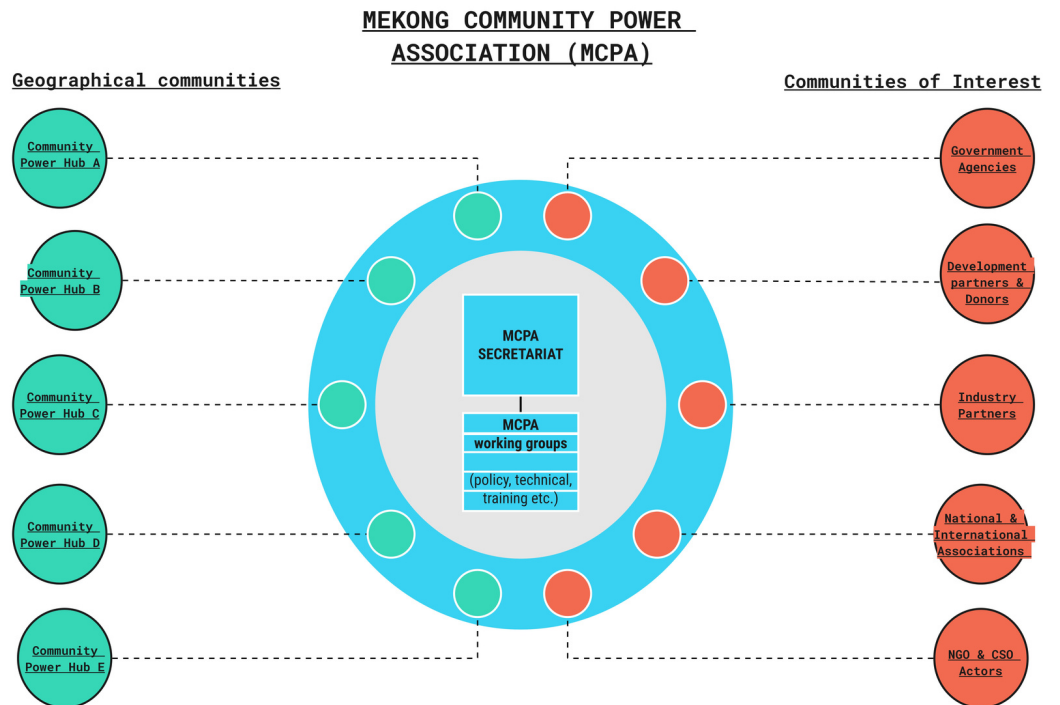 MEKONG COMMUNITY POWER
ASSOCIATION (MCPA)
Geographical communities
Communities of Interest
Community
Power Hub A
Community
Power Hub B
Community
Power Hub C
Community
Power Hub D
Community
Power Hub E
MCPA
SECRETARIAT
MCPA
working groups
(policy, technical,
training etc.)
Government
Agencies
Development
partners &
Donors
Industry
Partners
National &
International
Associations
NGO & CSO
Actors